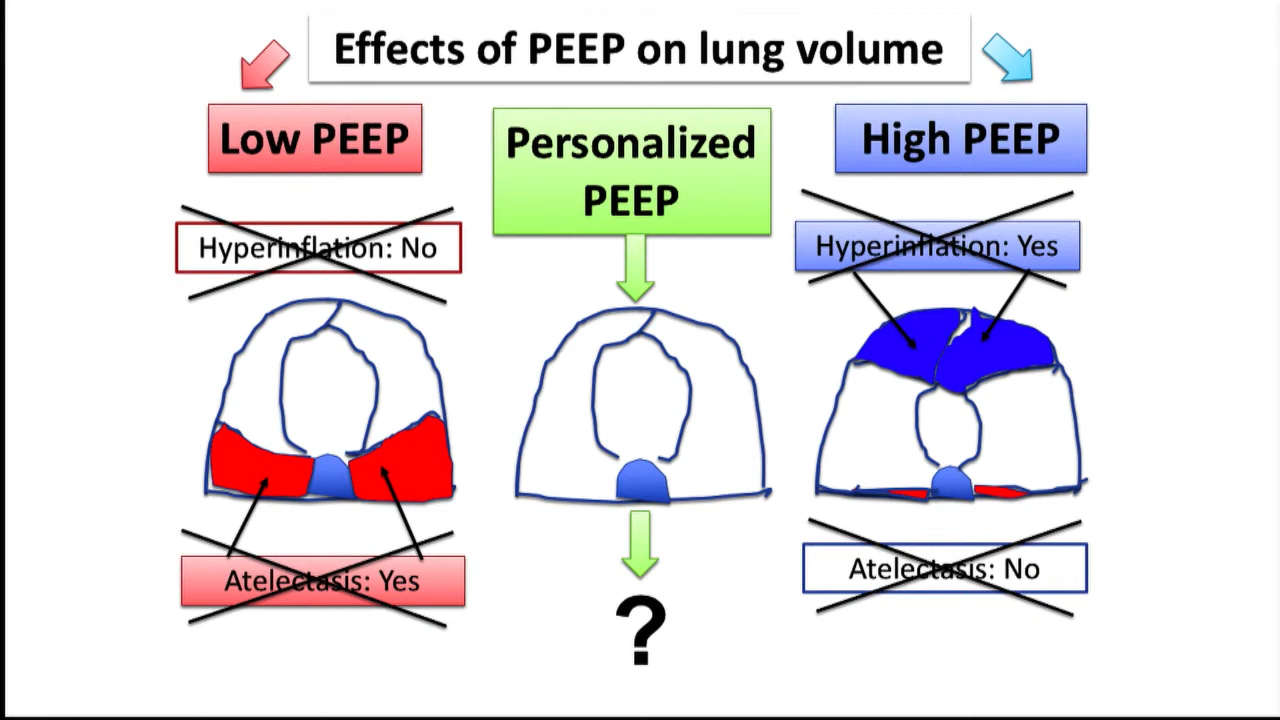 Effects of PEEP on lung volume
Low PEEP
Personalized
PEEP
High PEEP
Hyperinflation: No
Hyperinflation: Yes
Atelectasis: Yes
Atelectasis: No
?